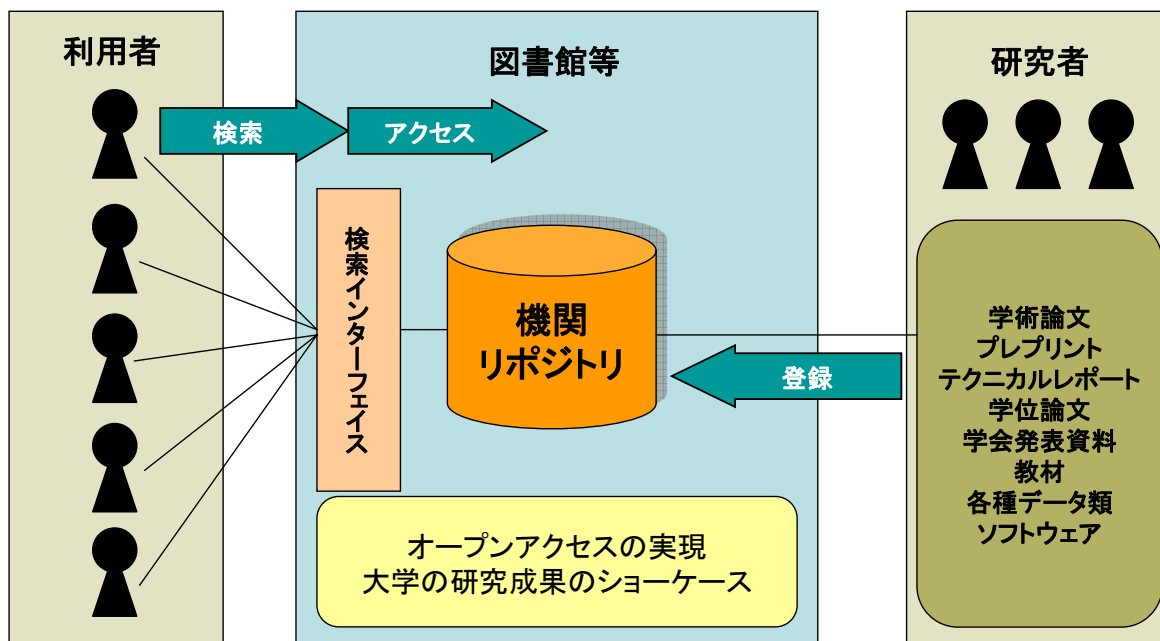 利用者
図書館等
研究者
検索
アクセス
検索インターフェイス
機関
リポジトリ
登録
学術論文
プレプリント
テクニカルレポート
学位論文
学会発表資料
教材
各種データ類
ソフトウェア
オープンアクセスの実現
大学の研究成果のショーケース